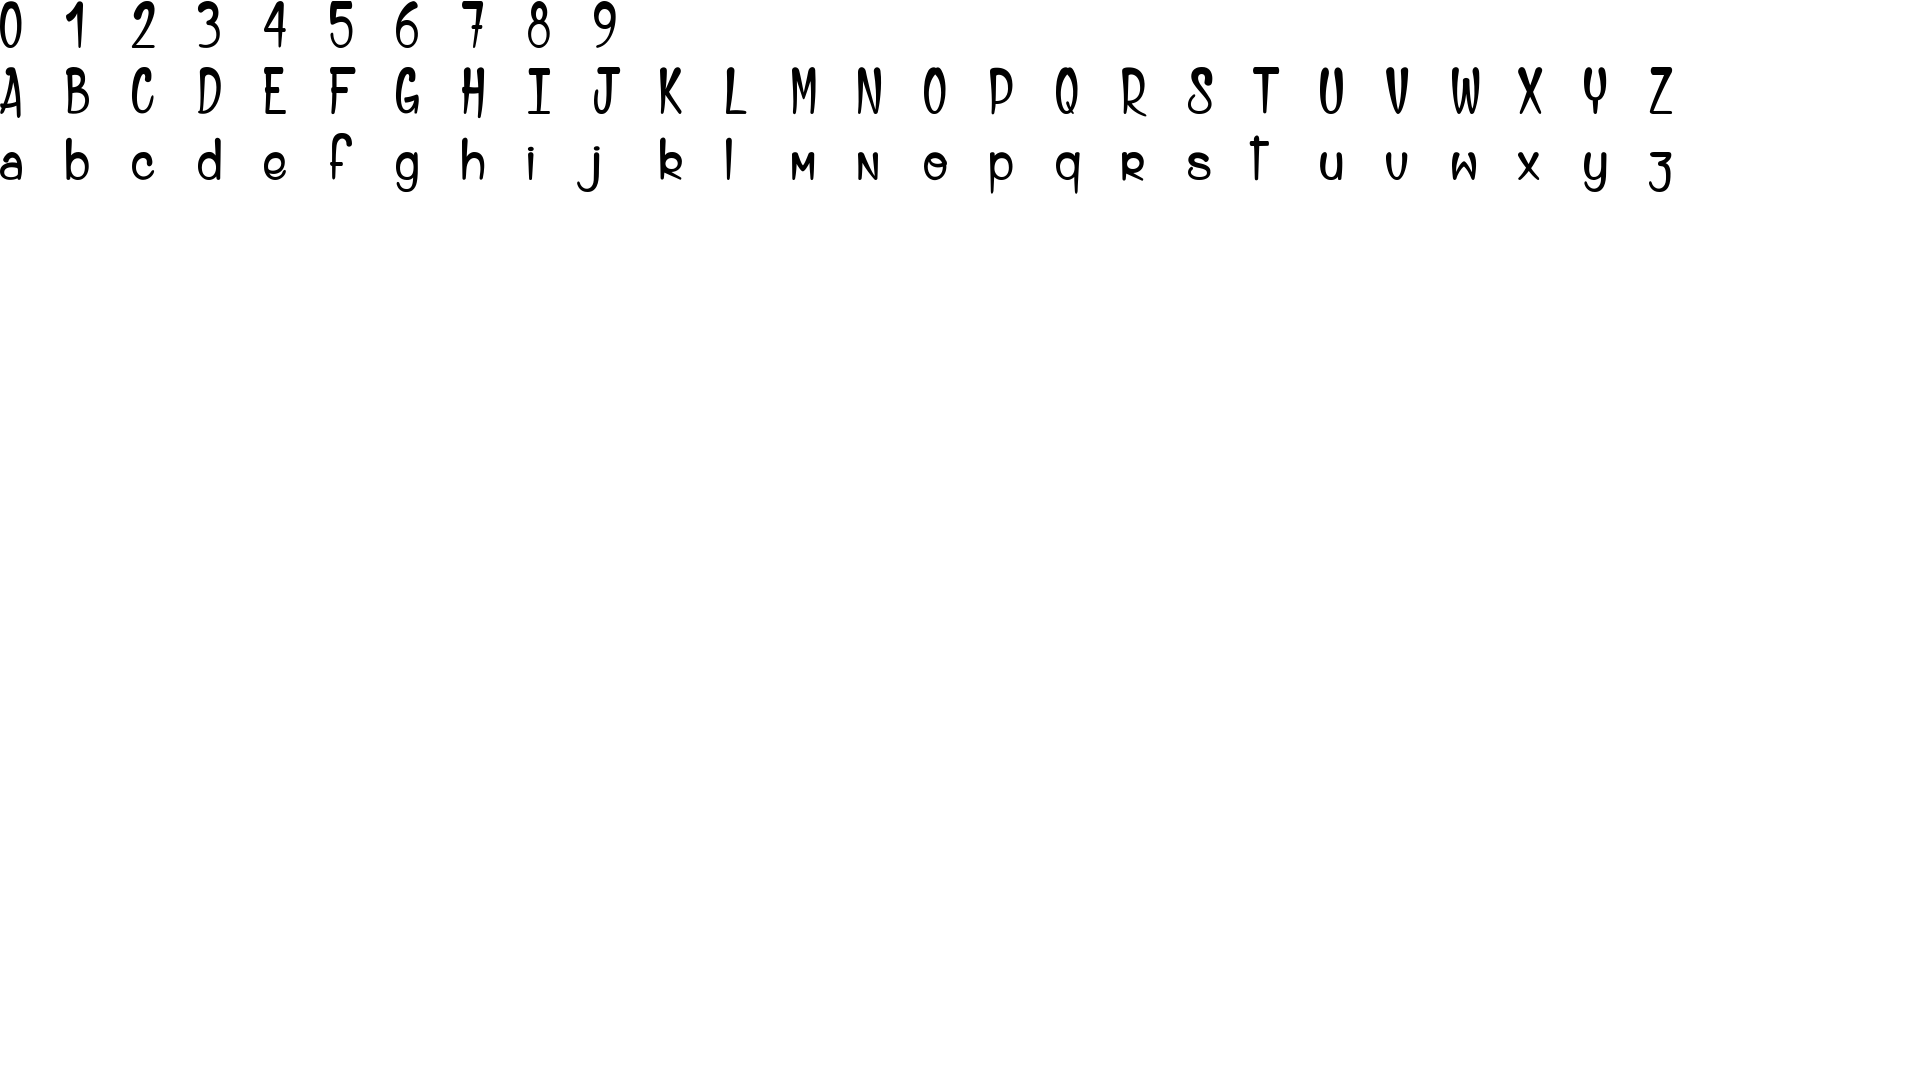 0 1 2 3 4 5 6 7 8 9
A B C D E F G H I J K L M N O P Q R S T U V W X Y Z
a b c d e f g h i j k l m n o p q r s t u v w x y z